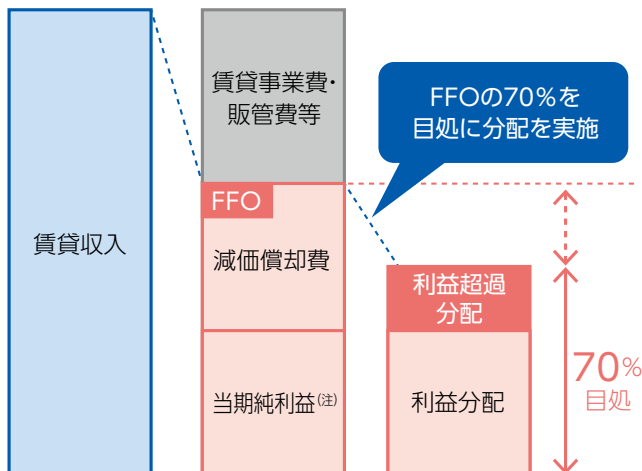 賃貸収入
賃貸事業費・
販管費等
FFO
減価償却費
当期純利益(注)
FFOの70%を
目処に分配を実施
利益超過
分配
利益分配
70%
目処